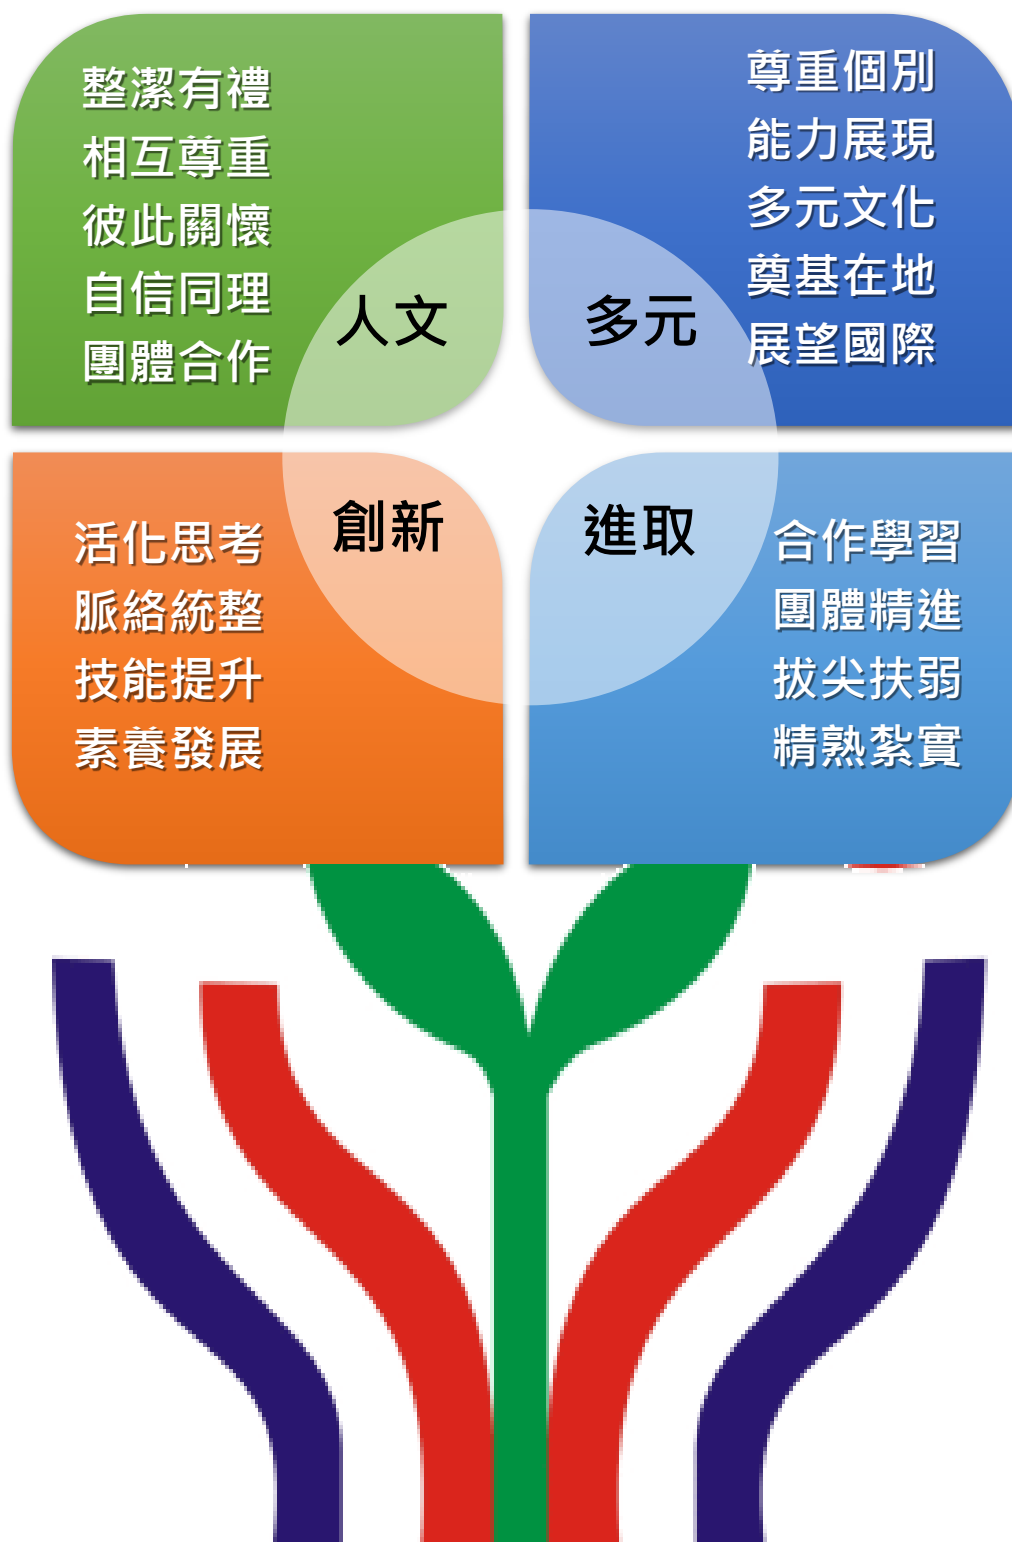 整潔有禮
相互尊重
彼此關懷
自信同理
團體合作
人文
尊重個別
能力展現
多元文化
奠基在地
展望國際
多元
創新
活化思考
脈絡統整
技能提升
素養發展
進取
合作學習
團體精進
拔尖扶弱
精熟紮實